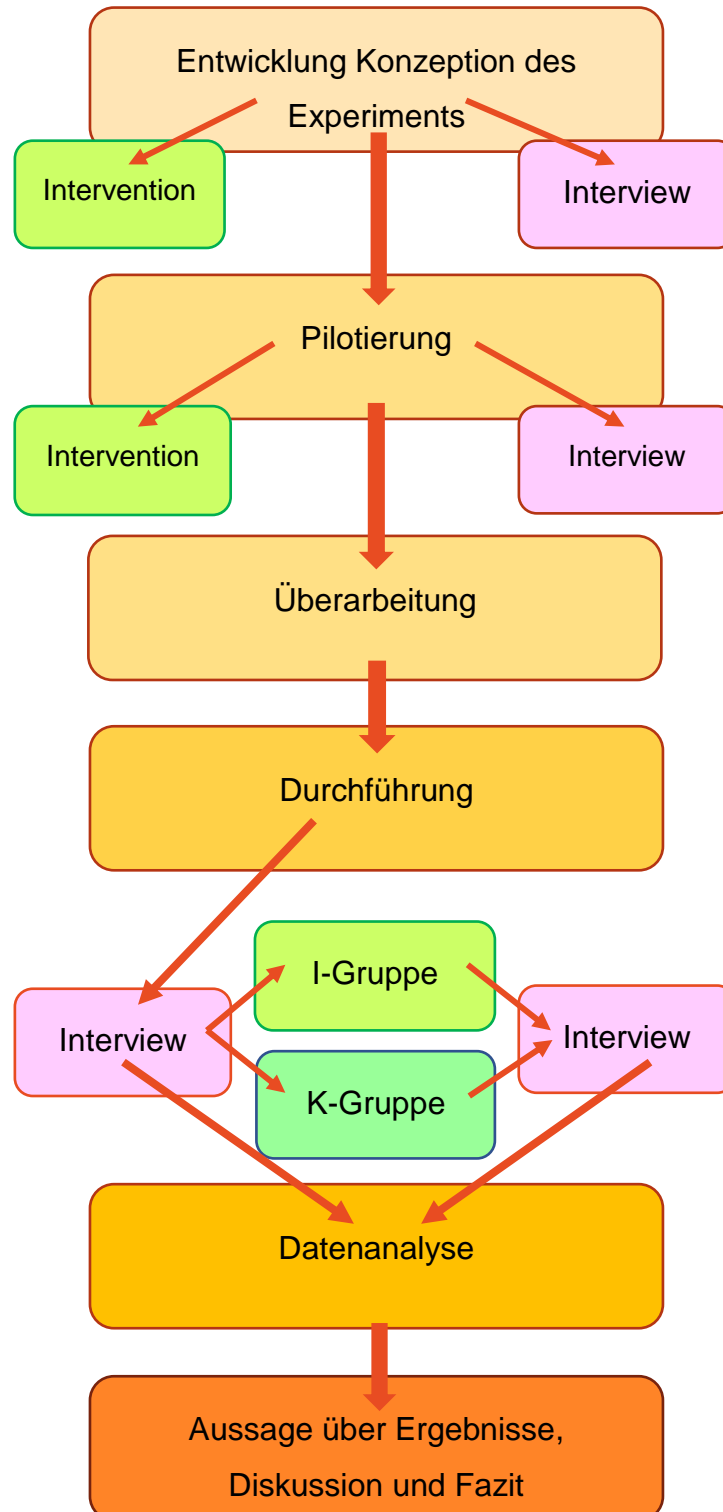 Entwicklung Konzeption des
Experiments
Intervention
Interview
Pilotierung
Intervention
Interview
Überarbeitung
Durchführung
I-Gruppe
Interview
Interview
K-Gruppe
Datenanalyse
Aussage über Ergebnisse,
Diskussion und Fazit